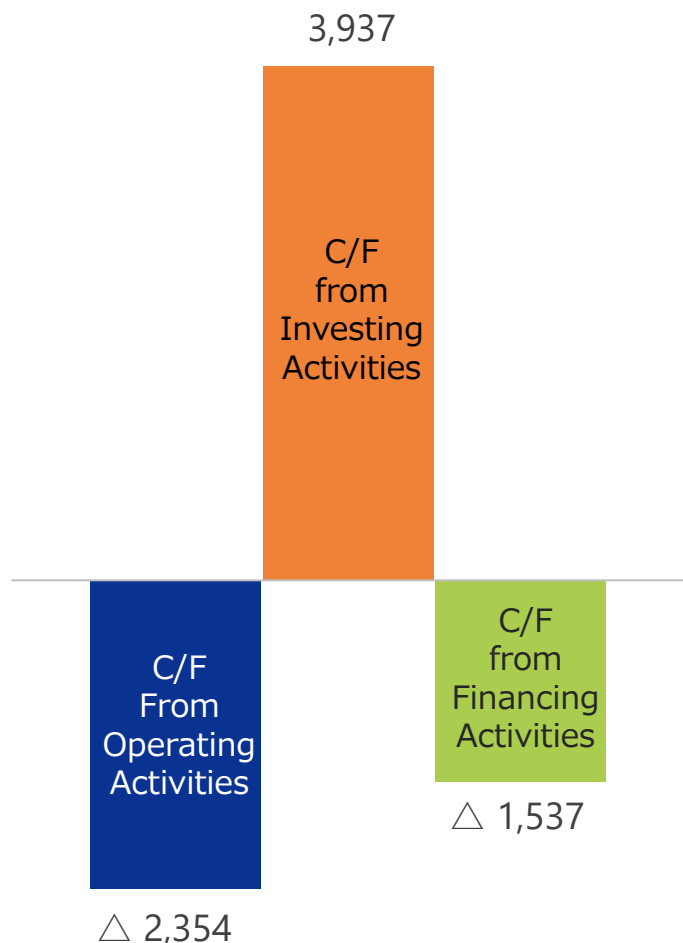 3,937
C/F
from
Investing
Activities
C/F
From
Operating
Activities
C/F
from
Financing
Activities
△ 1,537
△ 2,354